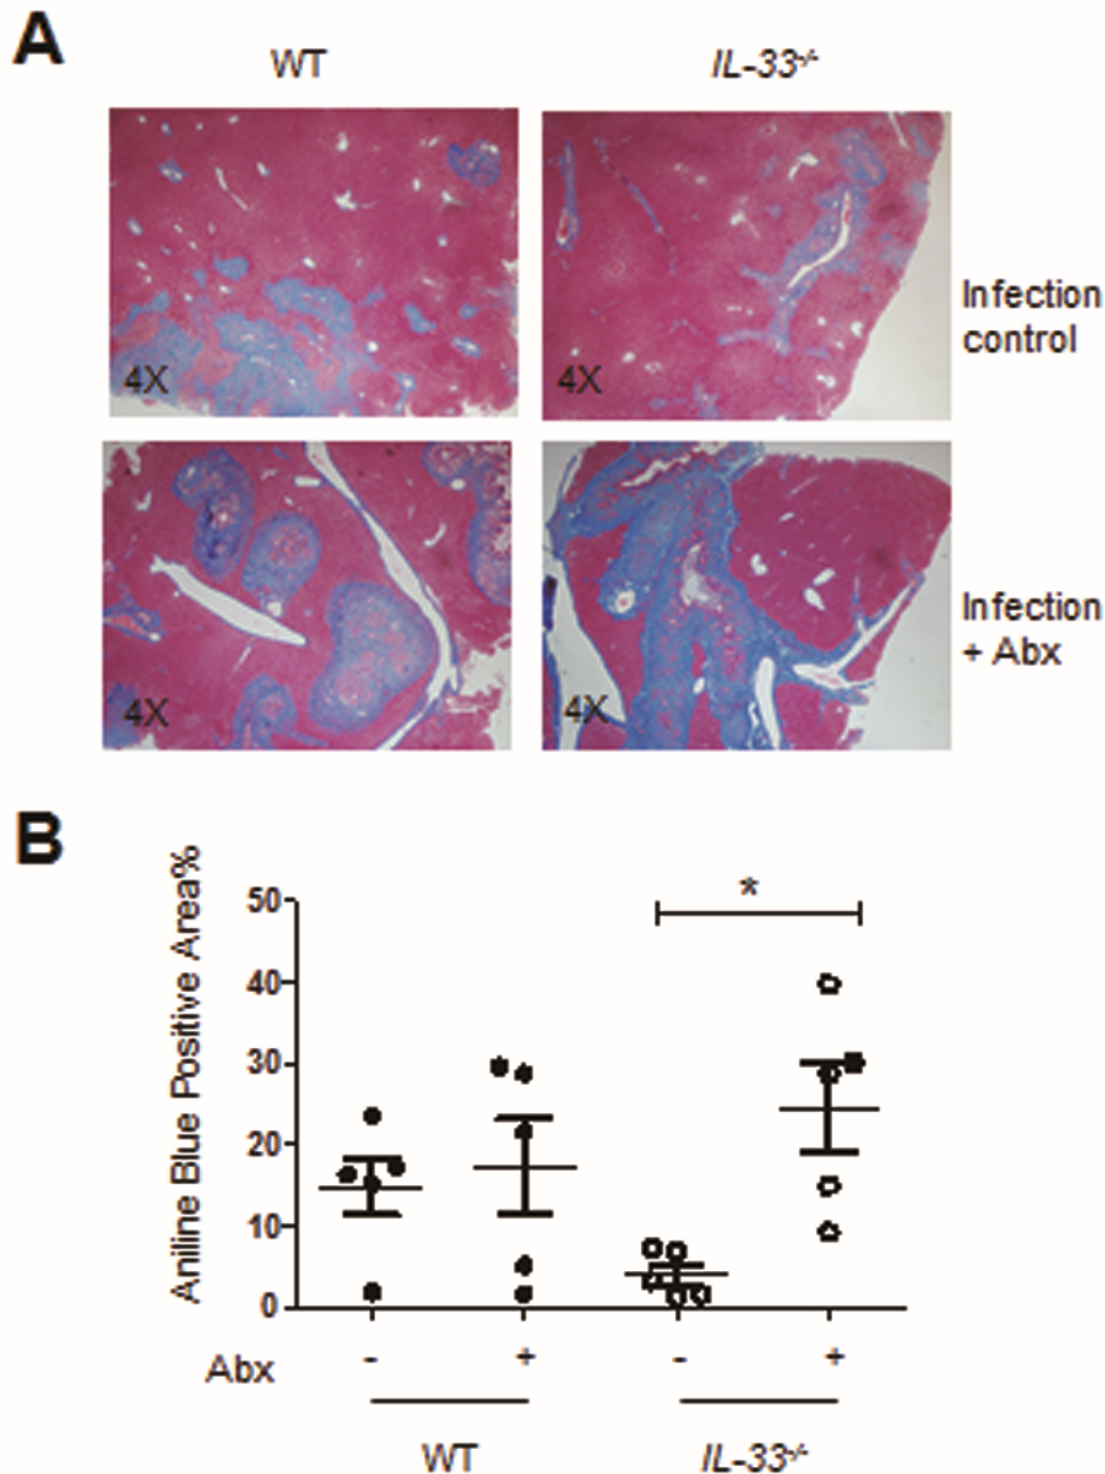 A
WT IL-33-/-
4X 4X
Infection
control
4X 4X
Infection
+ Abx
B
Aniline Blue Positive Area%
50
40
30
20
10
0
*
Abx - + - +
WT IL-33-/-